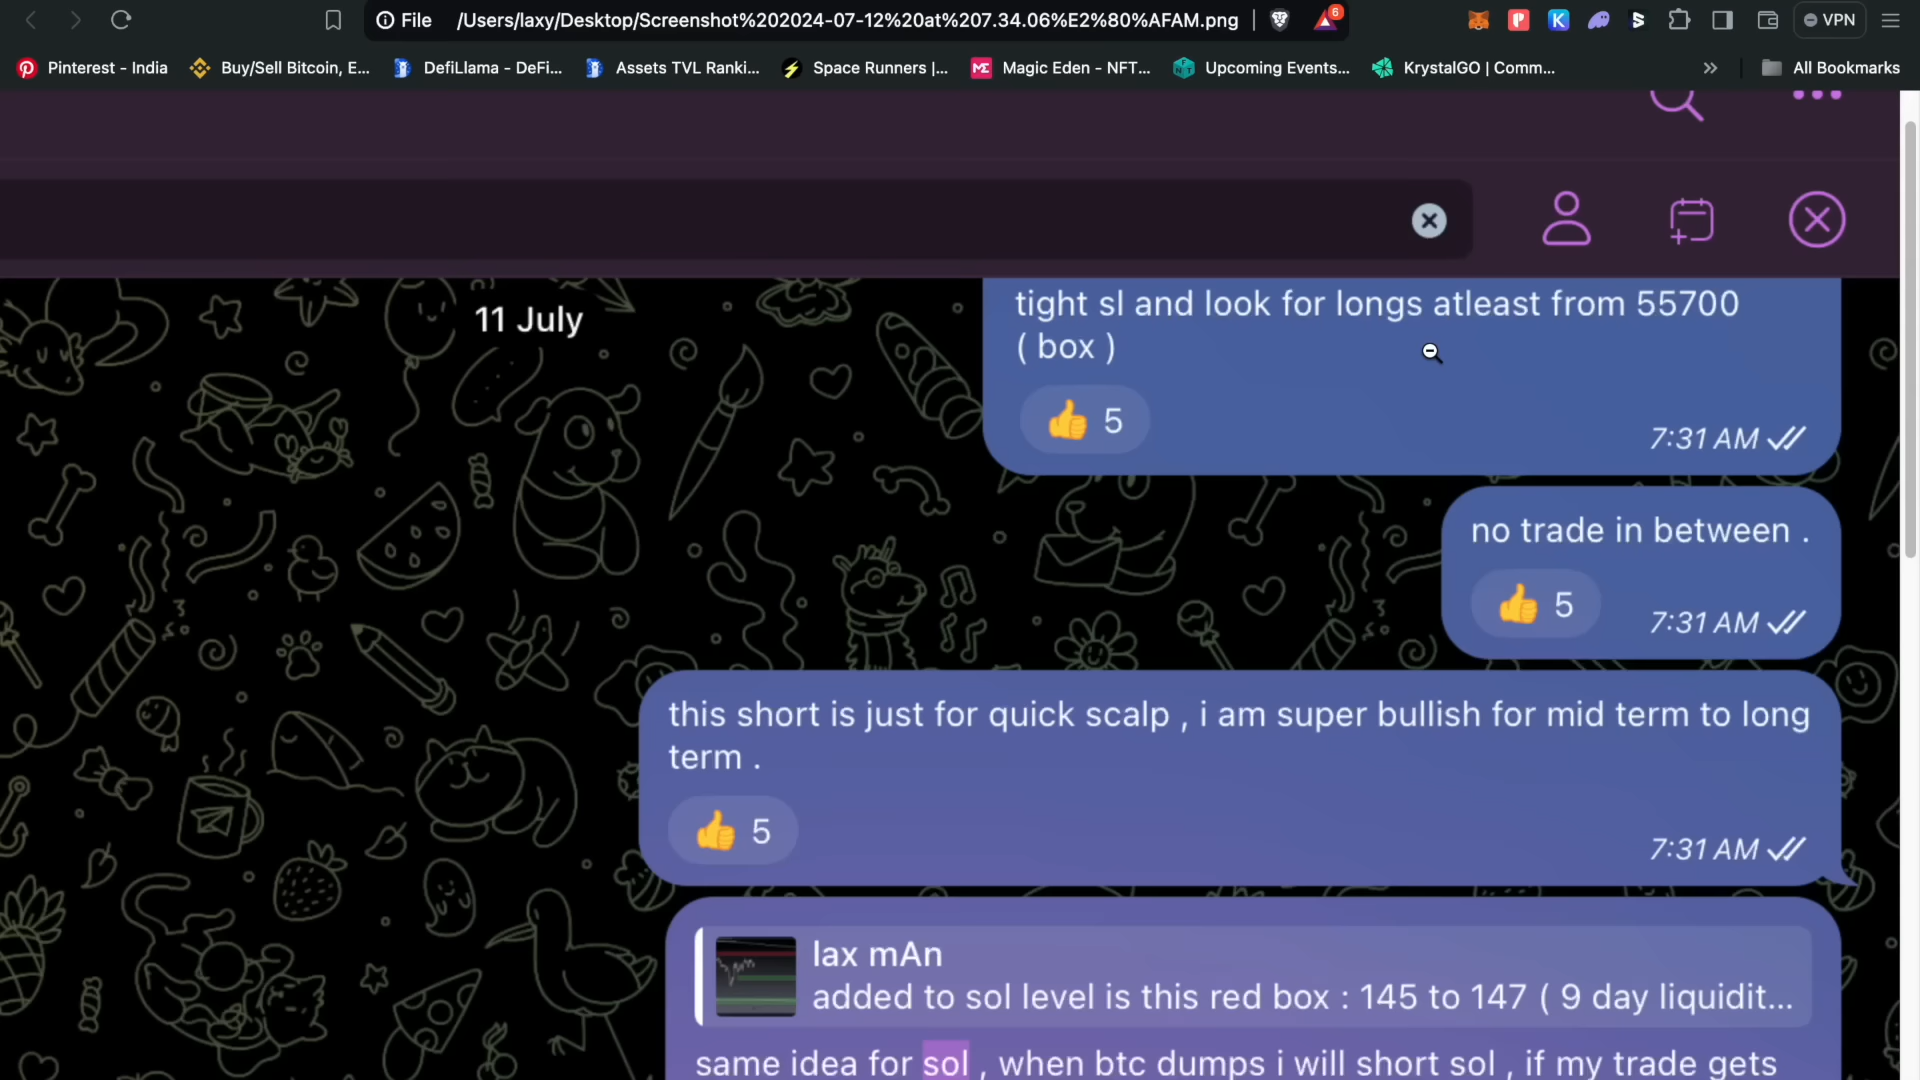 File /Users/laxy/Desktop/Screenshot%202024-07-12%20at%207.34.06%E2%80%AFAM.png 6 VPN
Pinterest - India Buy/Sell Bitcoin, E... DefiLlama - DeFi... Assets TVL Ranki... Space Runners |... Magic Eden - NFT... Upcoming Events... KrystalGO | Comm... All Bookmarks
11 July
tight sl and look for longs atleast from 55700
( box )
5
7:31 AM
no trade in between .
5
7:31 AM
this short is just for quick scalp , i am super bullish for mid term to long
term .
5
7:31 AM
lax mAn
added to sol level is this red box : 145 to 147 ( 9 day liquidit...
same idea for sol , when btc dumps i will short sol , if my trade gets